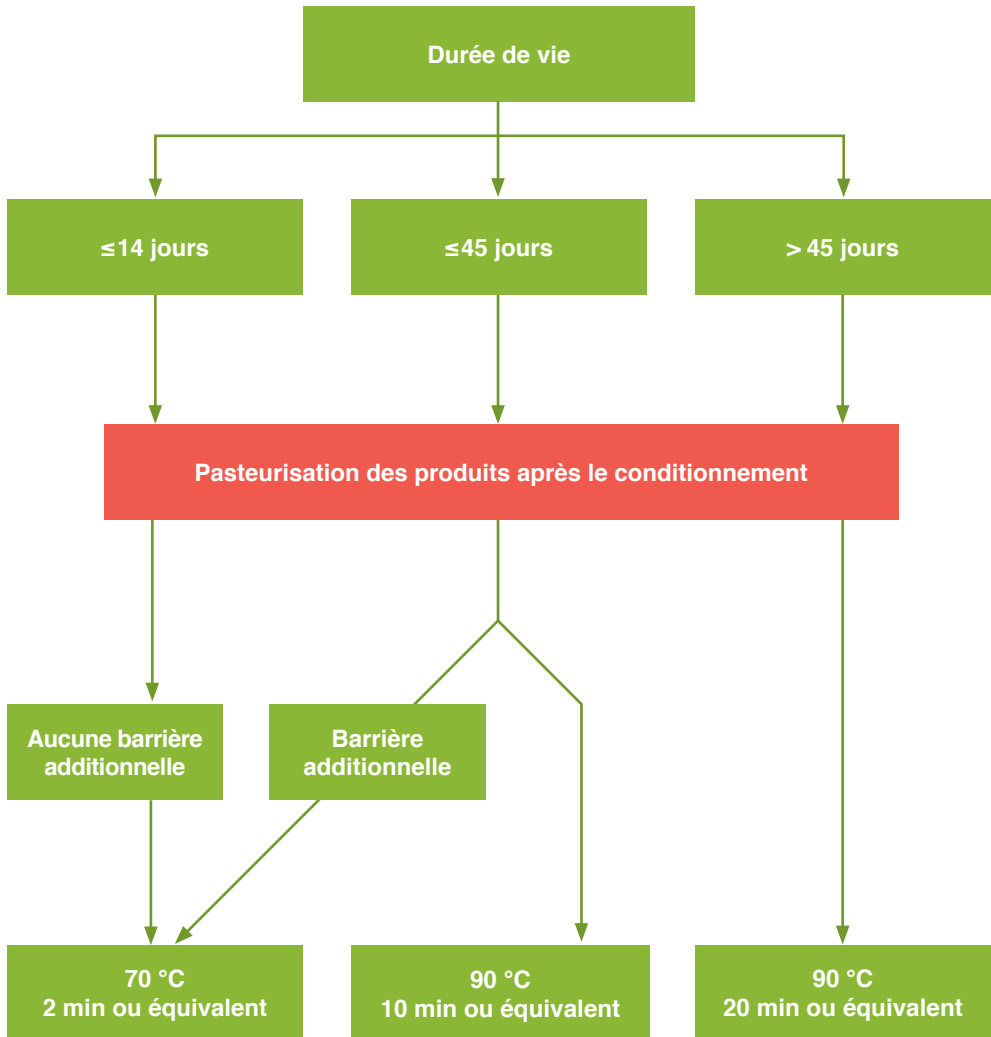 Durée de vie
≤14 jours
≤45 jours
> 45 jours
Pasteurisation des produits après le conditionnement
Aucune barrière
additionnelle
Barrière
additionnelle
70 °C
2 min ou équivalent
90 °C
10 min ou équivalent
90 °C
20 min ou équivalent